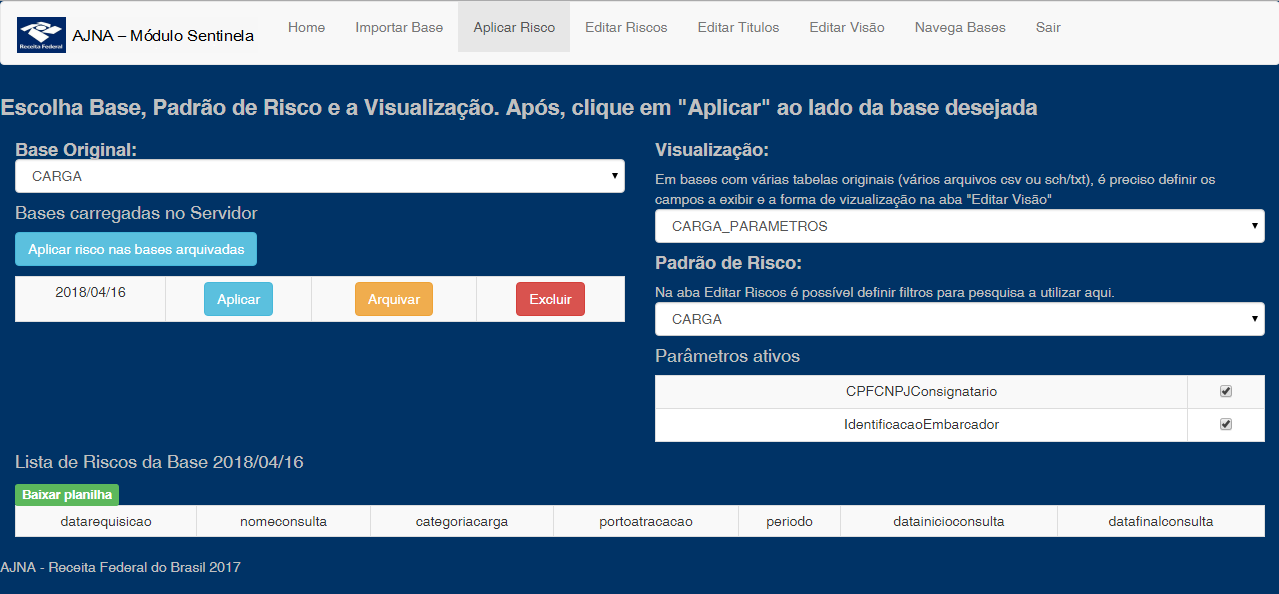 Receita Federal
AJNA – Módulo Sentinela
Home
Importar Base
Aplicar Risco
Editar Riscos
Editar Titulos
Editar Visão
Navega Bases
Sair
Escolha Base, Padrão de Risco e a Visualização. Após, clique em "Aplicar" ao lado da base desejada
Base Original:
CARGA
Bases carregadas no Servidor
Aplicar risco nas bases arquivadas
2018/04/16
Aplicar
Arquivar
Excluir
Visualização:
Em bases com várias tabelas originais (vários arquivos csv ou sch/txt), é preciso definir os
campos a exibir e a forma de vizualização na aba "Editar Visão"
CARGA_PARAMETROS
Padrão de Risco:
Na aba Editar Riscos é possível definir filtros para pesquisa a utilizar aqui.
CARGA
Parâmetros ativos
CPFCNPJConsignatario
IdentificacaoEmbarcador
Lista de Riscos da Base 2018/04/16
Baixar planilha
datarequisicao
nomeconsulta
categoriacarga
portoatracacao
periodo
datainicioconsulta
datafinalconsulta
AJNA - Receita Federal do Brasil 2017